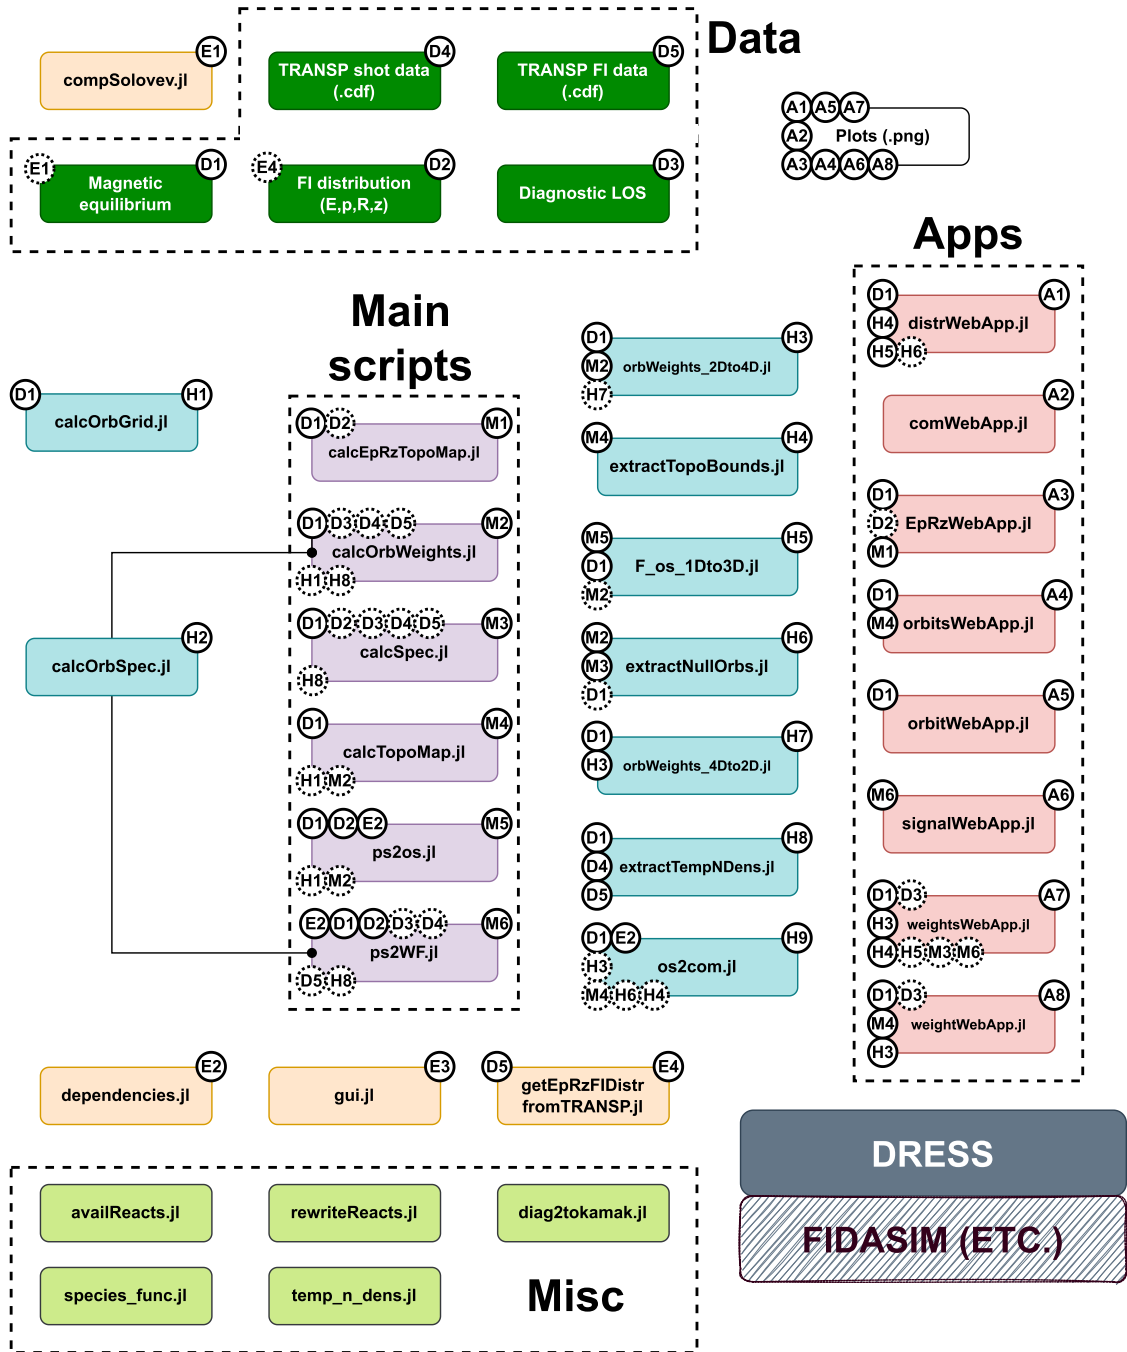 Data
E1
compSolovev.jl
D4
TRANSP shot data
(.cdf)
D5
TRANSP FI data
(.cdf)
A1 A5 A7
A2
Plots (.png)
A3 A4 A6 A8
E1
D1
Magnetic
equilibrium
E4
D2
FI distribution
(E,p,R,z)
D3
Diagnostic LOS
Main
scripts
D1
H1
calcOrbGrid.jl
H2
calcOrbSpec.jl
D1 D2
M1
calcEpRzTopoMap.jl
D1 D3 D4 D5
M2
calcOrbWeights.jl
H1 H8
D1 D2 D3 D4 D5
M3
calcSpec.jl
H8
D1
M4
calcTopoMap.jl
H1 M2
D1 D2 E2
M5
ps2os.jl
H1 M2
E2 D1 D2 D3 D4
M6
ps2WF.jl
D5 H8
D1
H3
M2
orbWeights_2Dto4D.jl
H7
M4
H4
extractTopoBounds.jl
M5
H5
D1
F_os_1Dto3D.jl
M2
M2
H6
M3
extractNullOrbs.jl
D1
D1
H7
H3
orbWeights_4Dto2D.jl
D1
H8
D4
extractTempNDens.jl
D5
D1 E2
H9
H3
os2com.jl
M4 H6 H4
Apps
D1
A1
H4
distrWebApp.jl
H5 H6
A2
comWebApp.jl
D1
A3
D2
EpRzWebApp.jl
M1
D1
A4
M4
orbitsWebApp.jl
D1
A5
orbitWebApp.jl
M6
A6
signalWebApp.jl
D1 D3
A7
H3
weightsWebApp.jl
H4 H5 M3 M6
D1 D3
A8
M4
weightWebApp.jl
H3
E2
dependencies.jl
E3
gui.jl
D5
E4
getEpRzFIDistr
fromTRANSP.jl
DRESS
FIDASIM (ETC.)
availReacts.jl
rewriteReacts.jl
diag2tokamak.jl
species_func.jl
temp_n_dens.jl
Misc